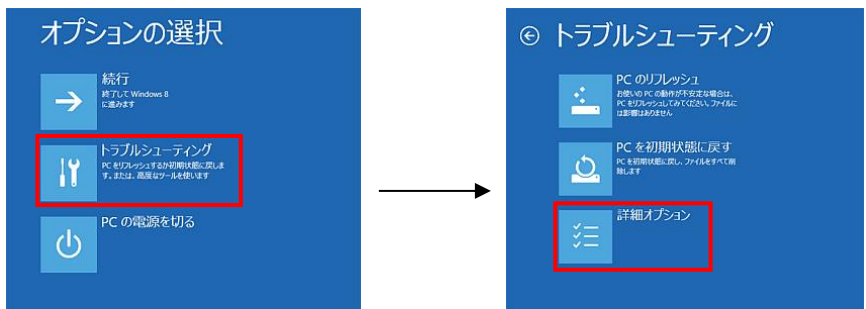 オプションの選択
続行
終了して Windows 8
に進みます
トラブルシューティング
PC をリフレッシュするか初期状態に戻しま
す。または、高度なツールを使います
PC の電源を切る
トラブルシューティング
PC のリフレッシュ
お使いの PC の動作が不安定な場合は、
PC をリフレッシュしてみてください。ファイルに
は影響はありません
PC を初期状態に戻す
PC を初期状態に戻し、ファイルをすべて削
除します
詳細オプション